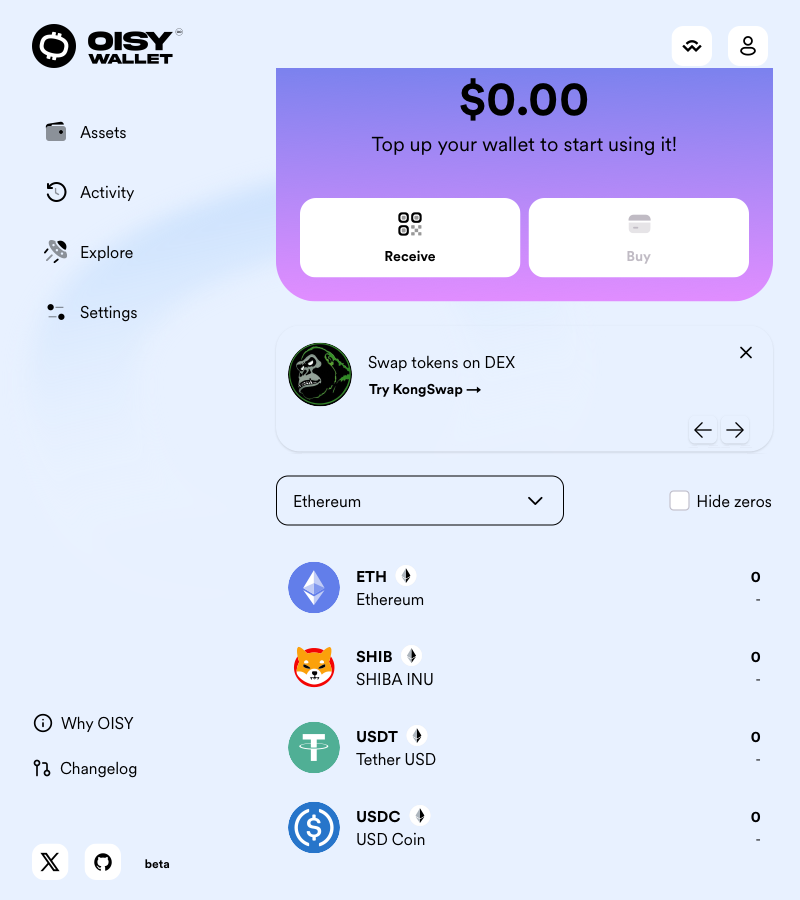 OISY
WALLET
Assets
Activity
Explore
Settings
Why OISY
Changelog
beta
$0.00
Top up your wallet to start using it!
Receive
Buy
Swap tokens on DEX
Try KongSwap →
Ethereum
Hide zeros
ETH
0
Ethereum
-
SHIB
0
SHIBA INU
-
USDT
0
Tether USD
-
USDC
0
USD Coin
-